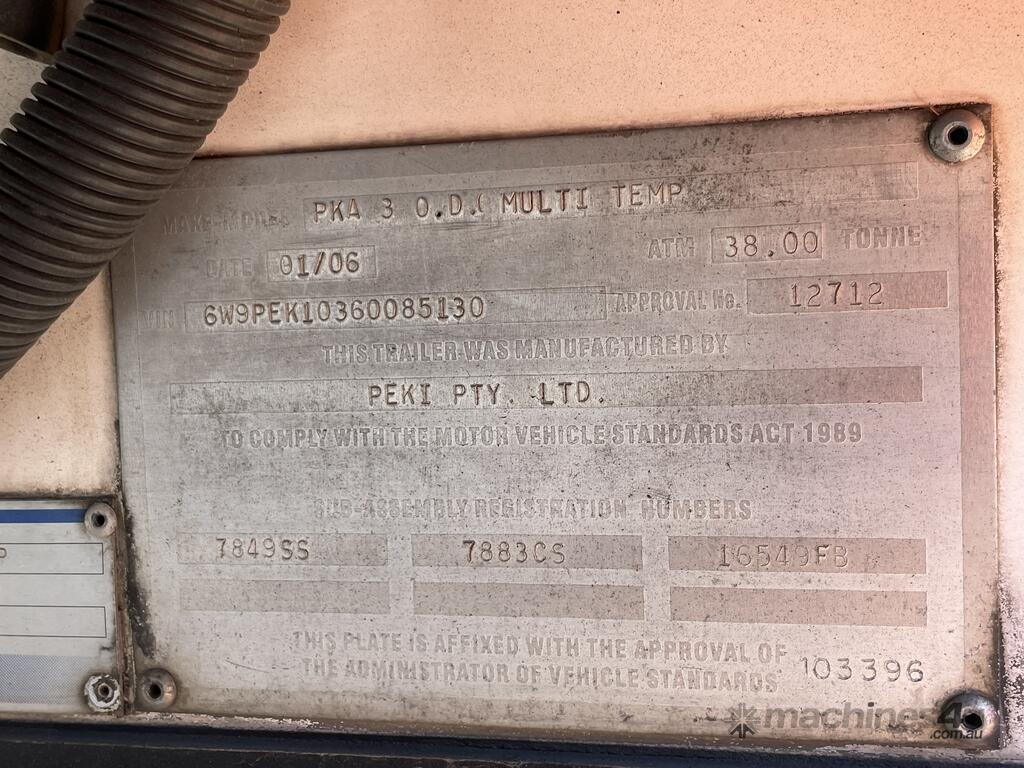 MAKE-MODEL PKA 3 O.D.( MULTI TEMP
DATE 01/06 ATM 38.00 TONNE
VIN 6W9PEK10360085130 APPROVAL No. 12712
THIS TRAILER WAS MANUFACTURED BY
PEKI PTY. LTD.
TO COMPLY WITH THE MOTOR VEHICLE STANDARDS ACT 1989
SUB-ASSEMBLY REGISTRATION NUMBERS
7849SS 7883CS 16549FB
THIS PLATE IS AFFIXED WITH THE APPROVAL OF
THE ADMINISTRATOR OF VEHICLE STANDARDS 103396
P
machines4u
.com.au